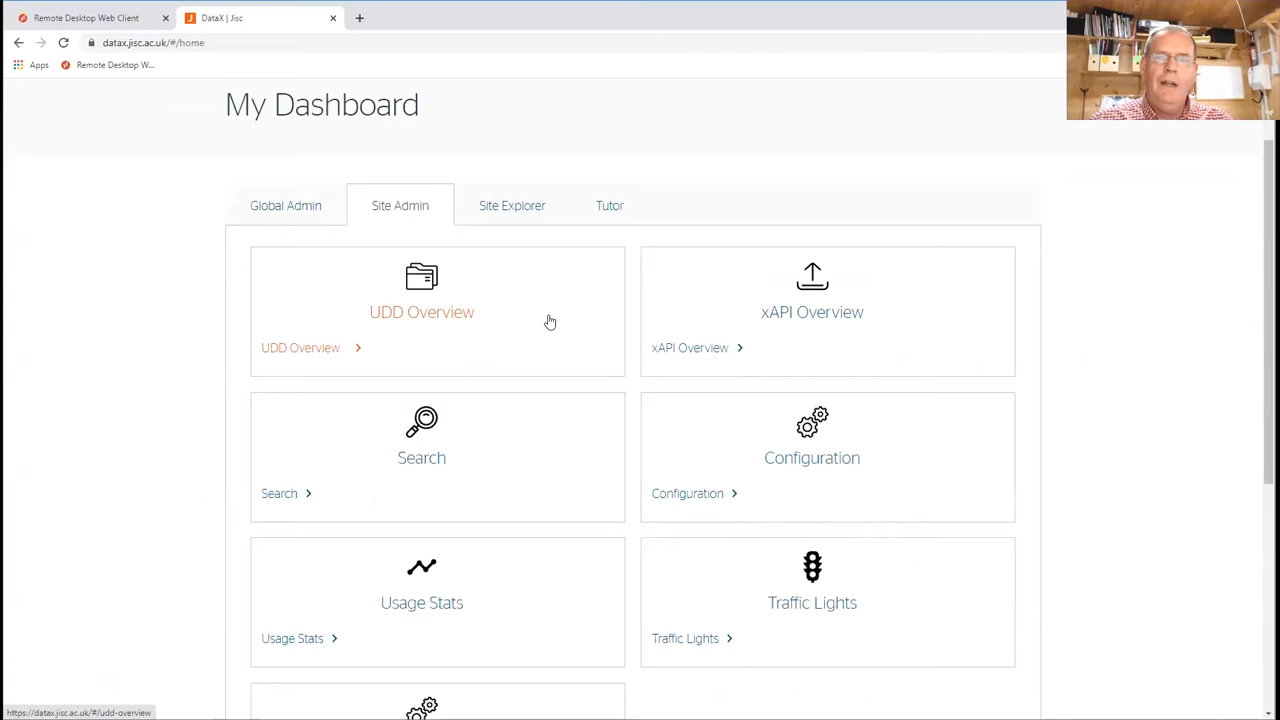 Remote Desktop Web Client
DataX | Jisc
datax.jisc.ac.uk/#/home
Apps
Remote Desktop W...
My Dashboard
Global Admin
Site Admin
Site Explorer
Tutor
UDD Overview
UDD Overview
xAPI Overview
xAPI Overview
Search
Search
Configuration
Configuration
Usage Stats
Usage Stats
Traffic Lights
Traffic Lights
https://datax.jisc.ac.uk/#/udd-overview